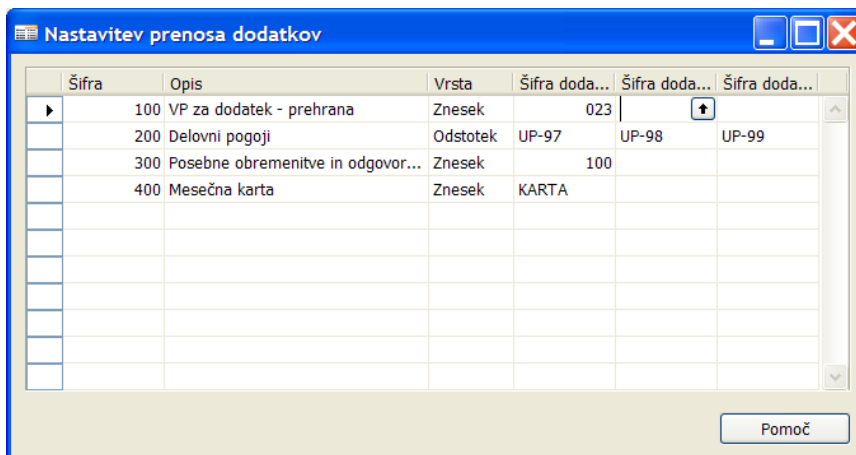 Nastavitev prenosa dodatkov
Šifra Opis Vrsta Šifra doda... Šifra doda... Šifra doda...
100 VP za dodatek - prehrana Znesek 023
200 Delovni pogoji Odstotek UP-97 UP-98 UP-99
300 Posebne obremenitve in odgovor... Znesek 100
400 Mesečna karta Znesek KARTA
Pomoč